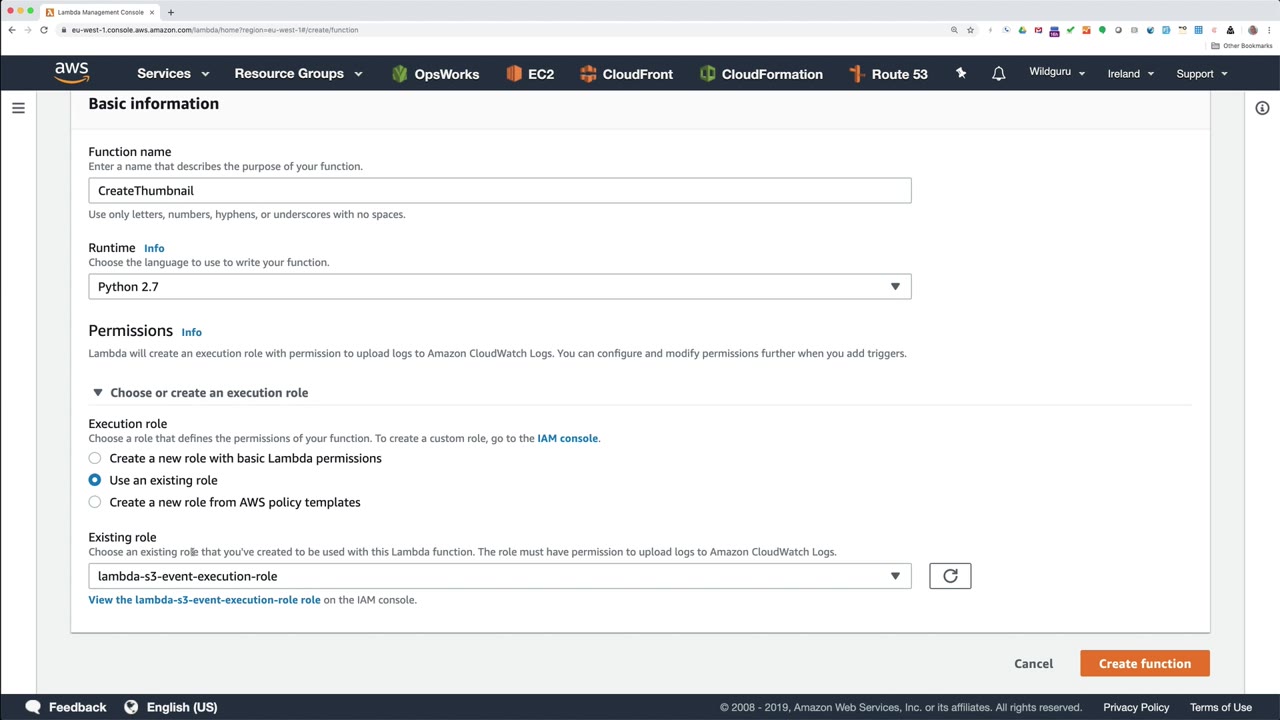 Lambda Management Console
eu-west-1.console.aws.amazon.com/lambda/home?region=eu-west-1#/create/function
Other Bookmarks
aws
Services
Resource Groups
OpsWorks
EC2
CloudFront
CloudFormation
Route 53
Wildguru
Ireland
Support
Basic information
Function name
Enter a name that describes the purpose of your function.
CreateThumbnail
Use only letters, numbers, hyphens, or underscores with no spaces.
Runtime Info
Choose the language to use to write your function.
Python 2.7
Permissions Info
Lambda will create an execution role with permission to upload logs to Amazon CloudWatch Logs. You can configure and modify permissions further when you add triggers.
Choose or create an execution role
Execution role
Choose a role that defines the permissions of your function. To create a custom role, go to the IAM console.
Create a new role with basic Lambda permissions
Use an existing role
Create a new role from AWS policy templates
Existing role
Choose an existing role that you've created to be used with this Lambda function. The role must have permission to upload logs to Amazon CloudWatch Logs.
lambda-s3-event-execution-role
View the lambda-s3-event-execution-role role on the IAM console.
Cancel
Create function
Feedback
English (US)
© 2008 - 2019, Amazon Web Services, Inc. or its affiliates. All rights reserved.
Privacy Policy
Terms of Use